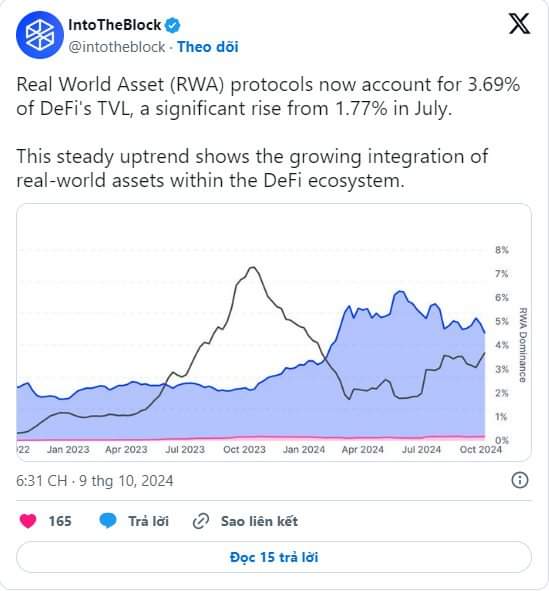 IntoTheBlock
@intotheblock · Theo dõi
Real World Asset (RWA) protocols now account for 3.69%
of DeFi's TVL, a significant rise from 1.77% in July.
This steady uptrend shows the growing integration of
real-world assets within the DeFi ecosystem.
8%
7%
6%
5%
4%
3%
2%
1%
0%
RWA Dominance
22 Jan 2023 Apr 2023 Jul 2023 Oct 2023 Jan 2024 Apr 2024 Jul 2024 Oct 2024
6:31 CH · 9 thg 10, 2024
165 Trả lời Sao liên kết
Đọc 15 trả lời